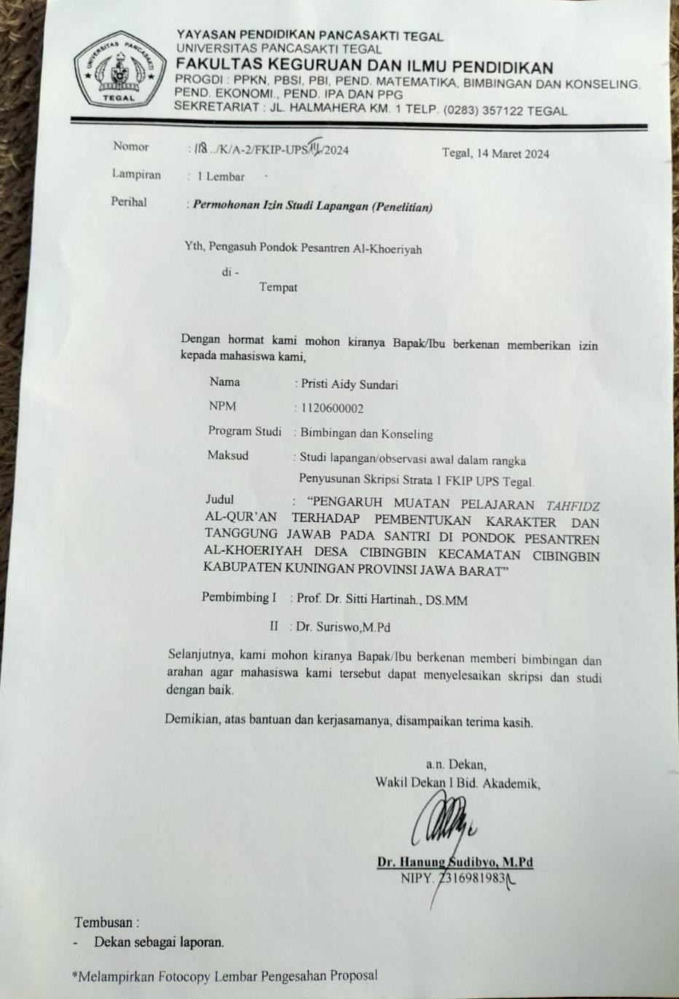 UNIVERSITAS PANCASAKTI
TEGAL
YAYASAN PENDIDIKAN PANCASAKTI TEGAL
UNIVERSITAS PANCASAKTI TEGAL
FAKULTAS KEGURUAN DAN ILMU PENDIDIKAN
PROGDI : PPKN, PBSI, PBI, PEND. MATEMATIKA, BIMBINGAN DAN KONSELING,
PEND. EKONOMI., PEND. IPA DAN PPG
SEKRETARIAT : JL. HALMAHERA KM. 1 TELP. (0283) 357122 TEGAL
Nomor : 118../K/A-2/FKIP-UPS/ /2024 Tegal, 14 Maret 2024
Lampiran : 1 Lembar
Perihal : Permohonan Izin Studi Lapangan (Penelitian)
Yth, Pengasuh Pondok Pesantren Al-Khoeriyah
di -
Tempat
Dengan hormat kami mohon kiranya Bapak/Ibu berkenan memberikan izin
kepada mahasiswa kami,
Nama : Pristi Aidy Sundari
NPM : 1120600002
Program Studi : Bimbingan dan Konseling
Maksud : Studi lapangan/observasi awal dalam rangka
Penyusunan Skripsi Strata 1 FKIP UPS Tegal.
Judul : “PENGARUH MUATAN PELAJARAN TAHFIDZ
AL-QUR’AN TERHADAP PEMBENTUKAN KARAKTER DAN
TANGGUNG JAWAB PADA SANTRI DI PONDOK PESANTREN
AL-KHOERIYAH DESA CIBINGBIN KECAMATAN CIBINGBIN
KABUPATEN KUNINGAN PROVINSI JAWA BARAT”
Pembimbing I : Prof. Dr. Sitti Hartinah., DS.MM
II : Dr. Suriswo,M.Pd
Selanjutnya, kami mohon kiranya Bapak/Ibu berkenan memberi bimbingan dan
arahan agar mahasiswa kami tersebut dapat menyelesaikan skripsi dan studi
dengan baik.
Demikian, atas bantuan dan kerjasamanya, disampaikan terima kasih.
a.n. Dekan,
Wakil Dekan I Bid. Akademik,
Dr. Hanung Sudibyo, M.Pd
NIPY. 2316981983
Tembusan :
- Dekan sebagai laporan.
*Melampirkan Fotocopy Lembar Pengesahan Proposal